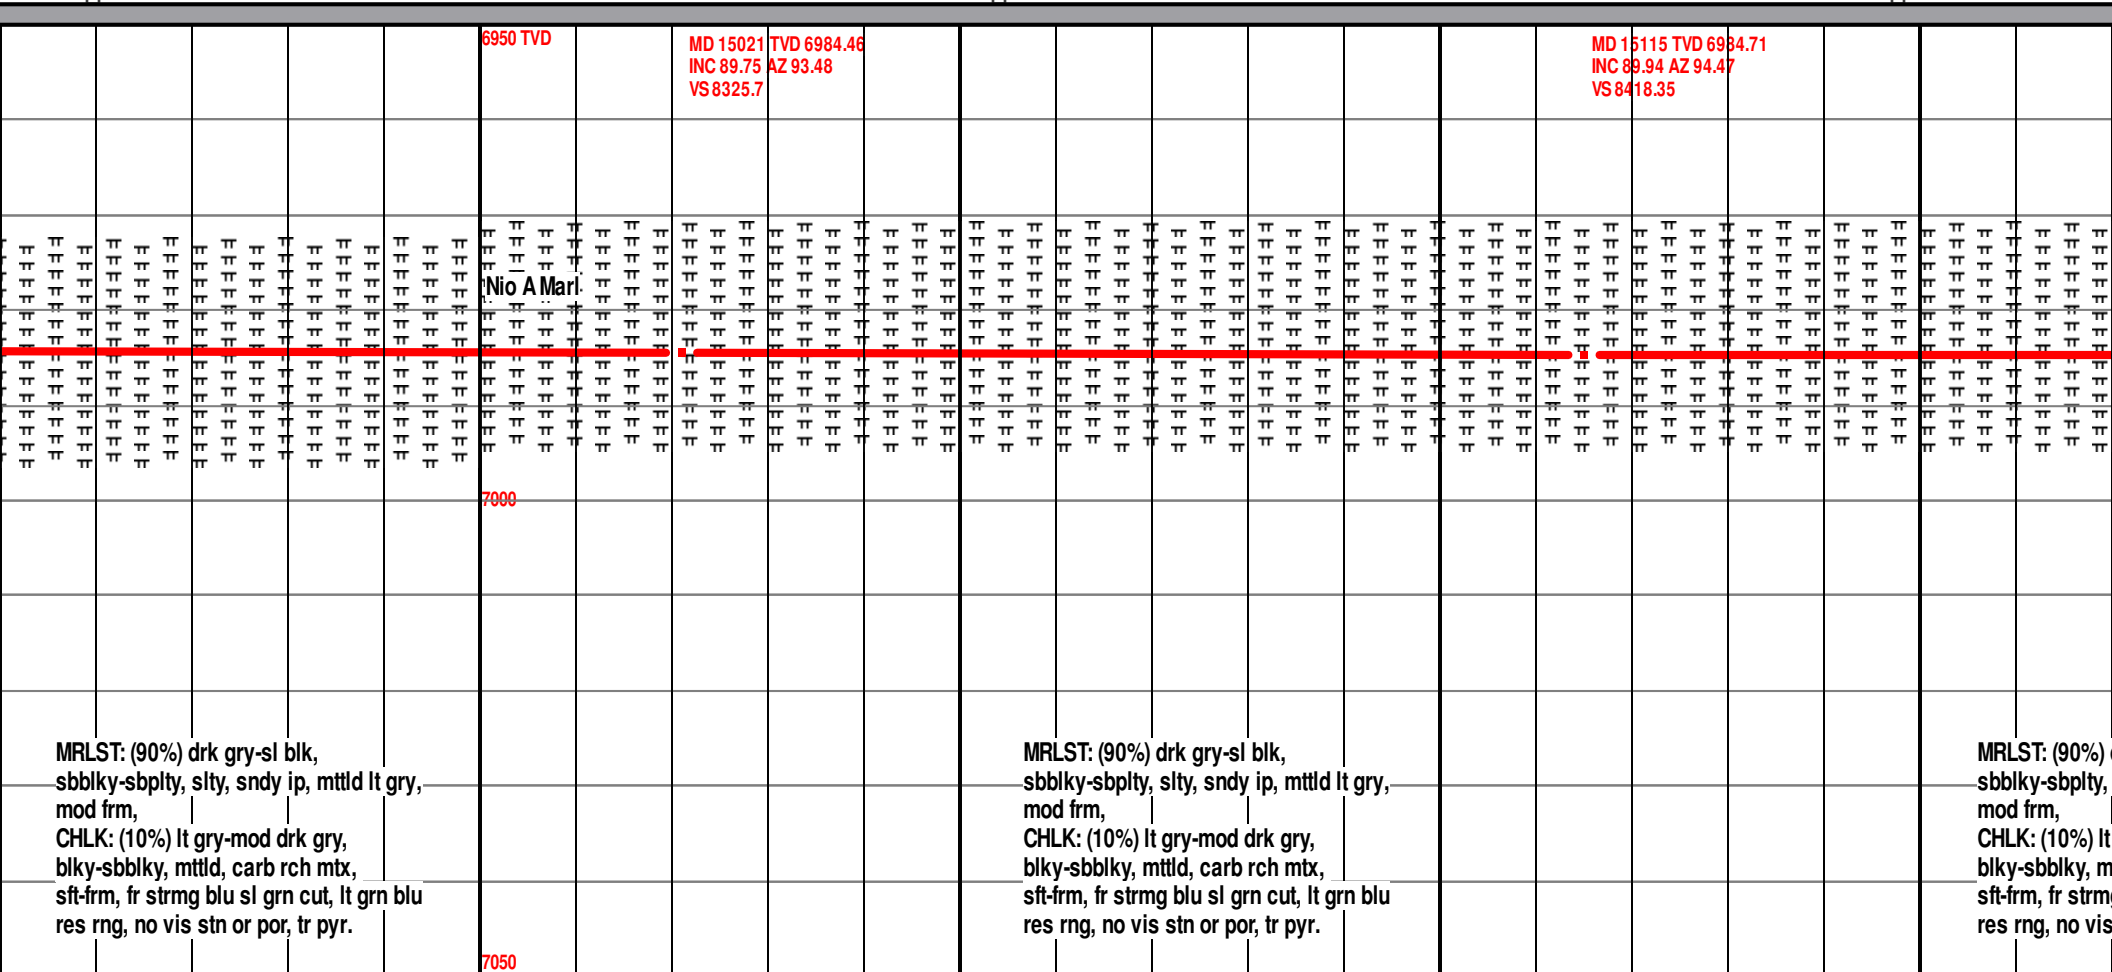 6950 TVD
MD 15021 TVD 6984.46
INC 89.75 AZ 93.48
VS 8325.7
MD 15115 TVD 6984.71
INC 89.94 AZ 94.47
VS 8418.35
Nio A Marl
7000
MRLST: (90%) drk gry-sl blk,
sbblky-sbplty, slty, sndy ip, mttld lt gry,
mod frm,
CHLK: (10%) lt gry-mod drk gry,
blky-sbblky, mttld, carb rch mtx,
sft-frm, fr strmg blu sl grn cut, lt grn blu
res rng, no vis stn or por, tr pyr.
MRLST: (90%) drk gry-sl blk,
sbblky-sbplty, slty, sndy ip, mttld lt gry,
mod frm,
CHLK: (10%) lt gry-mod drk gry,
blky-sbblky, mttld, carb rch mtx,
sft-frm, fr strmg blu sl grn cut, lt grn blu
res rng, no vis stn or por, tr pyr.
MRLST: (90%)
sbblky-sbplty,
mod frm,
CHLK: (10%) lt
blky-sbblky,
sft-frm, fr
res rng, no vis
7050